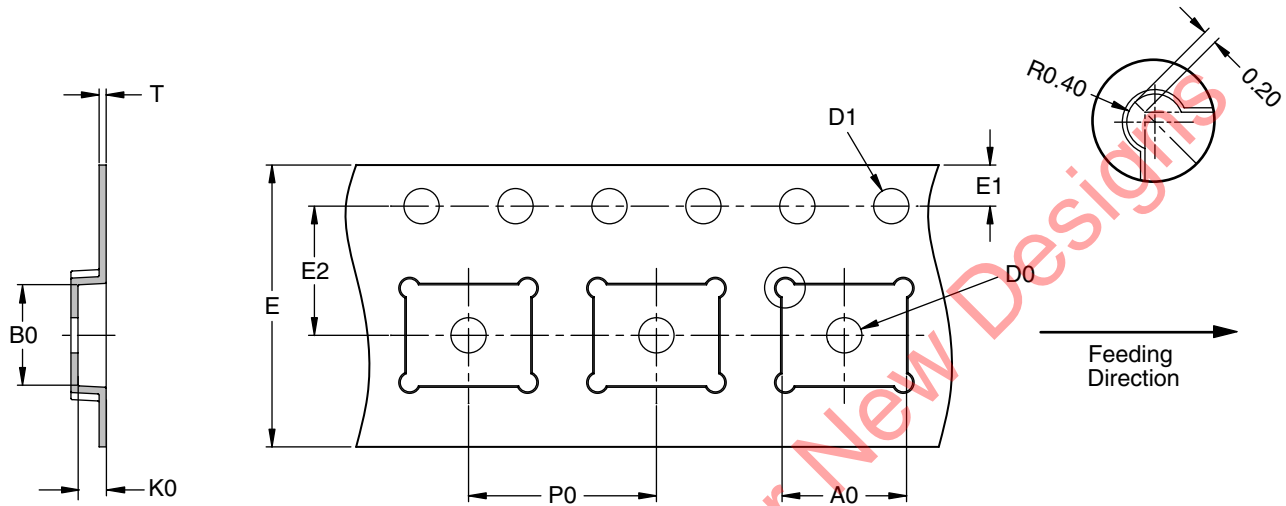 T
D1
R0.40
0.20
E1
E2
E
B0
D0
Feeding
Direction
K0
P0
A0
r New Designs